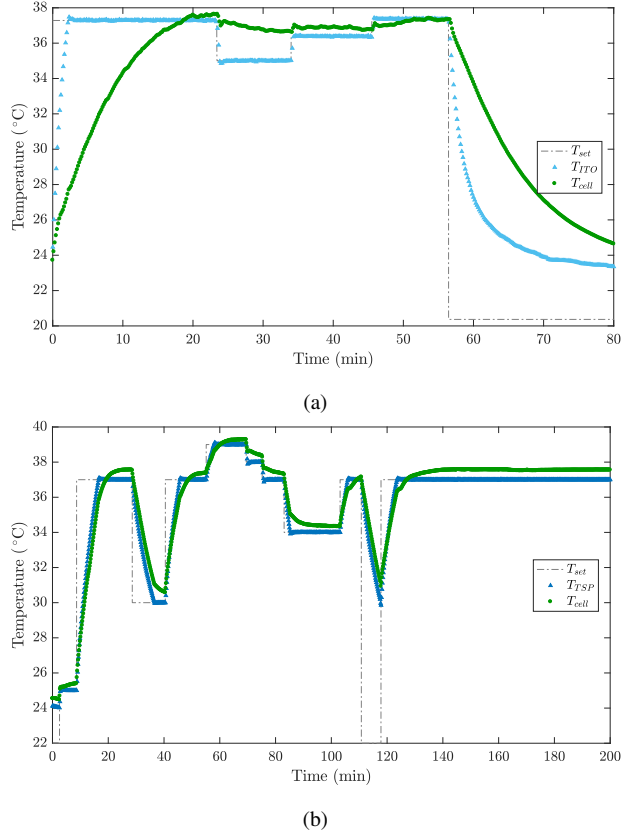 38
36
34
32
30
28
26
24
22
20
Temperature (°C)
T_set
T_ITO
T_cell
0 10 20 30 40 50 60 70 80
Time (min)
(a)
40
38
36
34
32
30
28
26
24
22
Temperature (°C)
T_set
T_TSP
T_cell
0 20 40 60 80 100 120 140 160 180 200
Time (min)
(b)